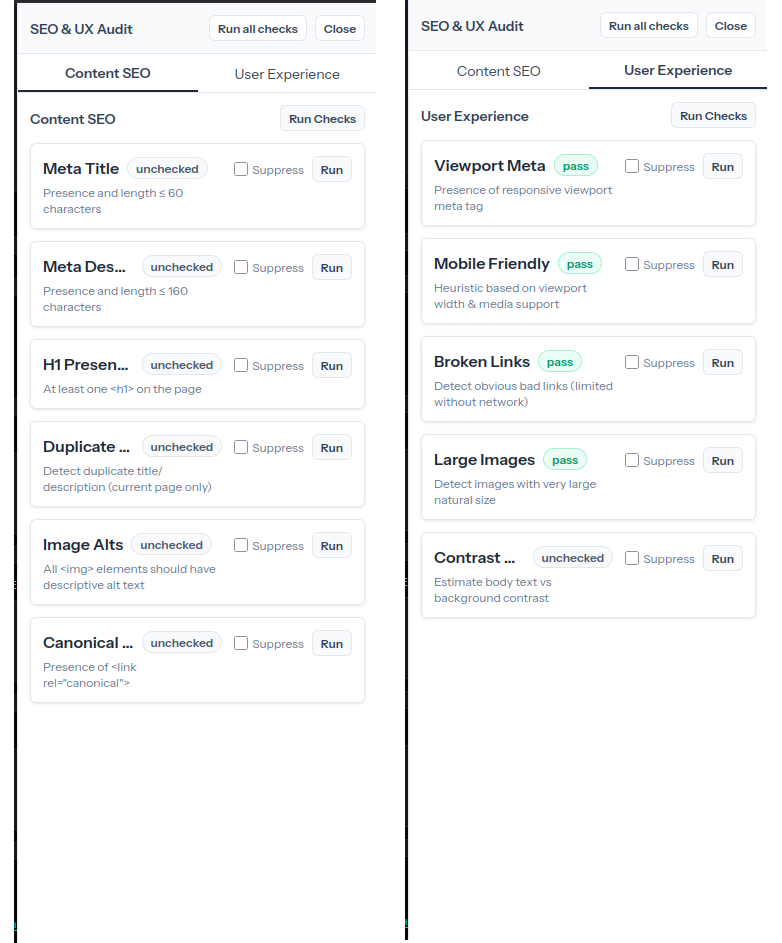 SEO & UX Audit
Run all checks
Close
Content SEO
User Experience
Content SEO
Run Checks
Meta Title
unchecked
Suppress
Run
Presence and length ≤ 60
characters
Meta Des...
unchecked
Suppress
Run
Presence and length ≤ 160
characters
H1 Presen...
unchecked
Suppress
Run
At least one <h1> on the page
Duplicate ...
unchecked
Suppress
Run
Detect duplicate title/
description (current page only)
Image Alts
unchecked
Suppress
Run
All <img> elements should have
descriptive alt text
Canonical ...
unchecked
Suppress
Run
Presence of <link
rel="canonical">
SEO & UX Audit
Run all checks
Close
Content SEO
User Experience
User Experience
Run Checks
Viewport Meta
pass
Suppress
Run
Presence of responsive viewport
meta tag
Mobile Friendly
pass
Suppress
Run
Heuristic based on viewport
width & media support
Broken Links
pass
Suppress
Run
Detect obvious bad links (limited
without network)
Large Images
pass
Suppress
Run
Detect images with very large
natural size
Contrast ...
unchecked
Suppress
Run
Estimate body text vs
background contrast